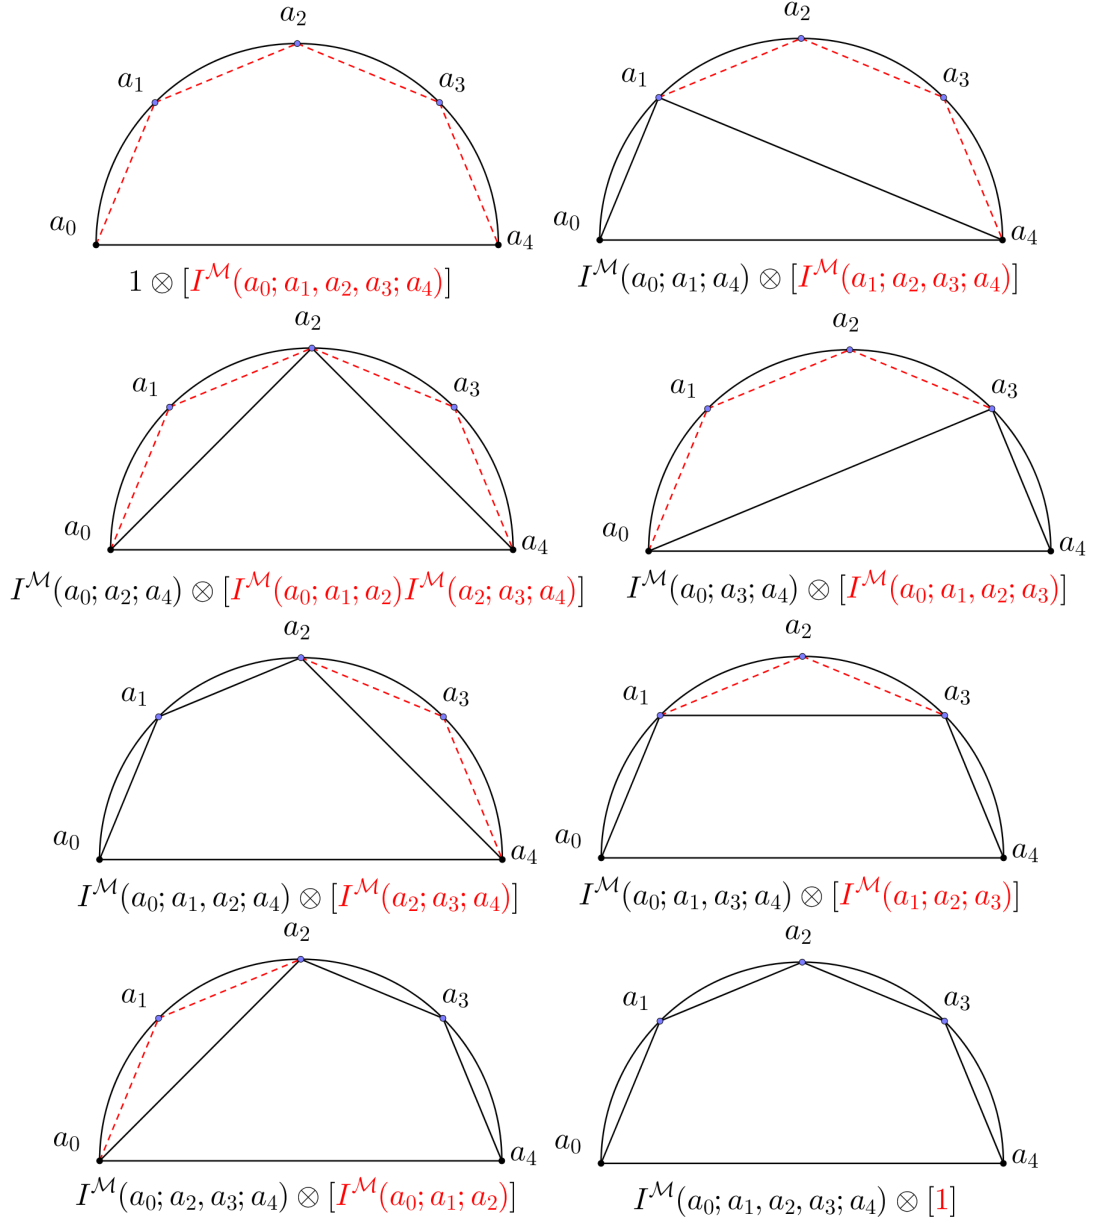 a₂ a₂
a₁ a₃ a₁ a₃
a₀ a₄ a₀ a₄
1 ⊗ [I^ℳ(a₀; a₁, a₂, a₃; a₄)] I^ℳ(a₀; a₁; a₄) ⊗ [I^ℳ(a₁; a₂, a₃; a₄)]
a₂ a₂
a₁ a₃ a₁ a₃
a₀ a₄ a₀ a₄
I^ℳ(a₀; a₂; a₄) ⊗ [I^ℳ(a₀; a₁; a₂)I^ℳ(a₂; a₃; a₄)] I^ℳ(a₀; a₃; a₄) ⊗ [I^ℳ(a₀; a₁, a₂; a₃)]
a₂ a₂
a₁ a₃ a₁ a₃
a₀ a₄ a₀ a₄
I^ℳ(a₀; a₁, a₂; a₄) ⊗ [I^ℳ(a₂; a₃; a₄)] I^ℳ(a₀; a₁, a₃; a₄) ⊗ [I^ℳ(a₁; a₂; a₃)]
a₂ a₂
a₁ a₃ a₁ a₃
a₀ a₄ a₀ a₄
I^ℳ(a₀; a₂, a₃; a₄) ⊗ [I^ℳ(a₀; a₁; a₂)] I^ℳ(a₀; a₁, a₂, a₃; a₄) ⊗ [1]